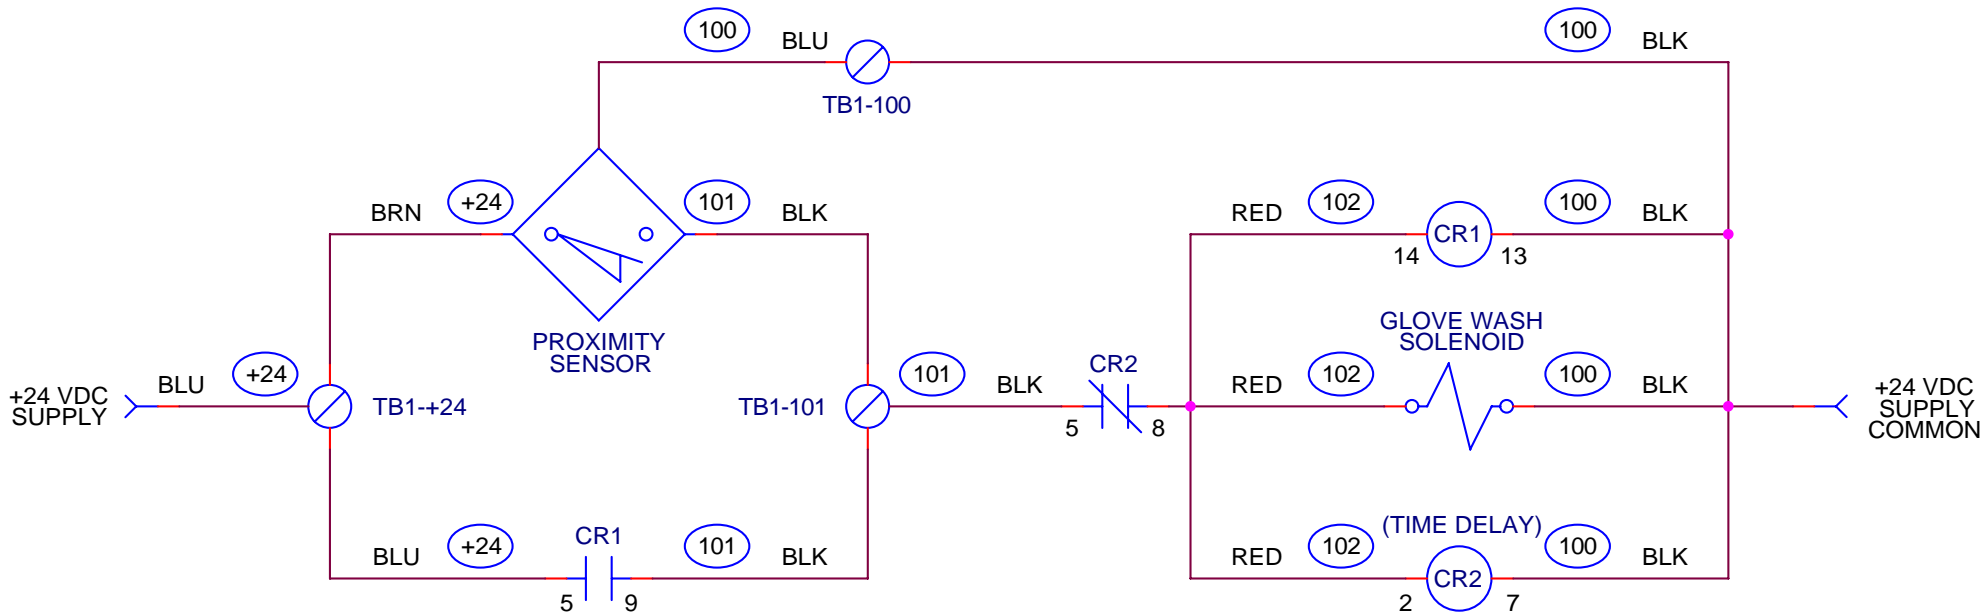 100
BLU
100
BLK
TB1-100
BRN
+24
101
BLK
RED
102
CR1
100
BLK
14
13
PROXIMITY
SENSOR
GLOVE WASH
SOLENOID
+24 VDC
SUPPLY
BLU
+24
TB1-+24
TB1-101
101
BLK
CR2
5
8
RED
102
100
BLK
+24 VDC
SUPPLY
COMMON
BLU
+24
CR1
5
9
101
BLK
RED
102
(TIME DELAY)
CR2
2
7
100
BLK